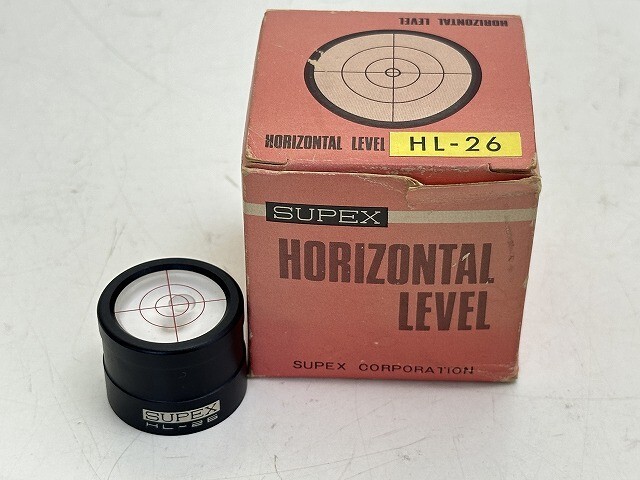 HORIZONTAL LEVEL
HORIZONTAL LEVEL HL-26
SUPEX
HORIZONTAL
LEVEL
SUPEX CORPORATION
SUPEX
HL-26